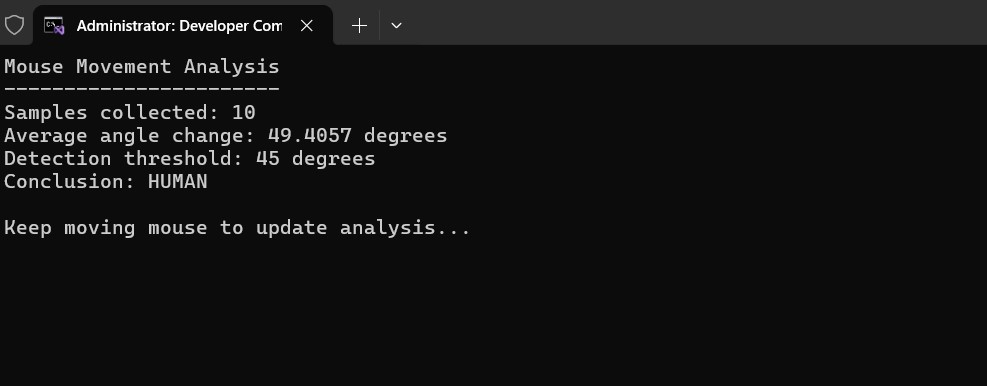 Administrator: Developer Com
Mouse Movement Analysis
-----------------------
Samples collected: 10
Average angle change: 49.4057 degrees
Detection threshold: 45 degrees
Conclusion: HUMAN
Keep moving mouse to update analysis...